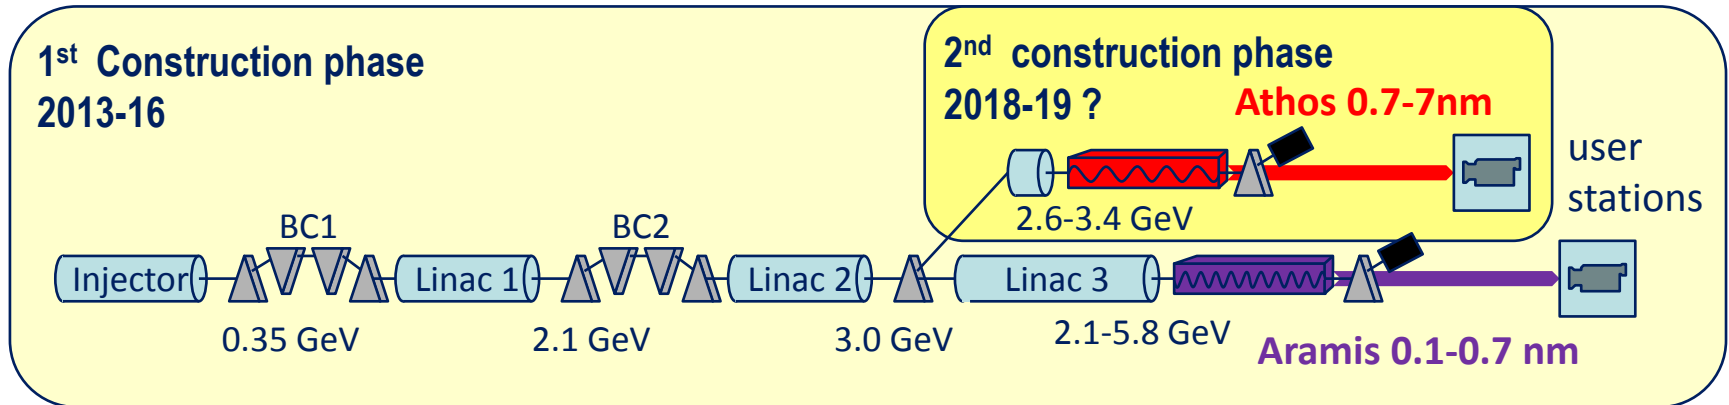 1st Construction phase
2013-16
2nd construction phase
2018-19 ?
Athos 0.7-7nm
user
stations
2.6-3.4 GeV
BC1
BC2
Injector
Linac 1
Linac 2
Linac 3
0.35 GeV
2.1 GeV
3.0 GeV
2.1-5.8 GeV
Aramis 0.1-0.7 nm